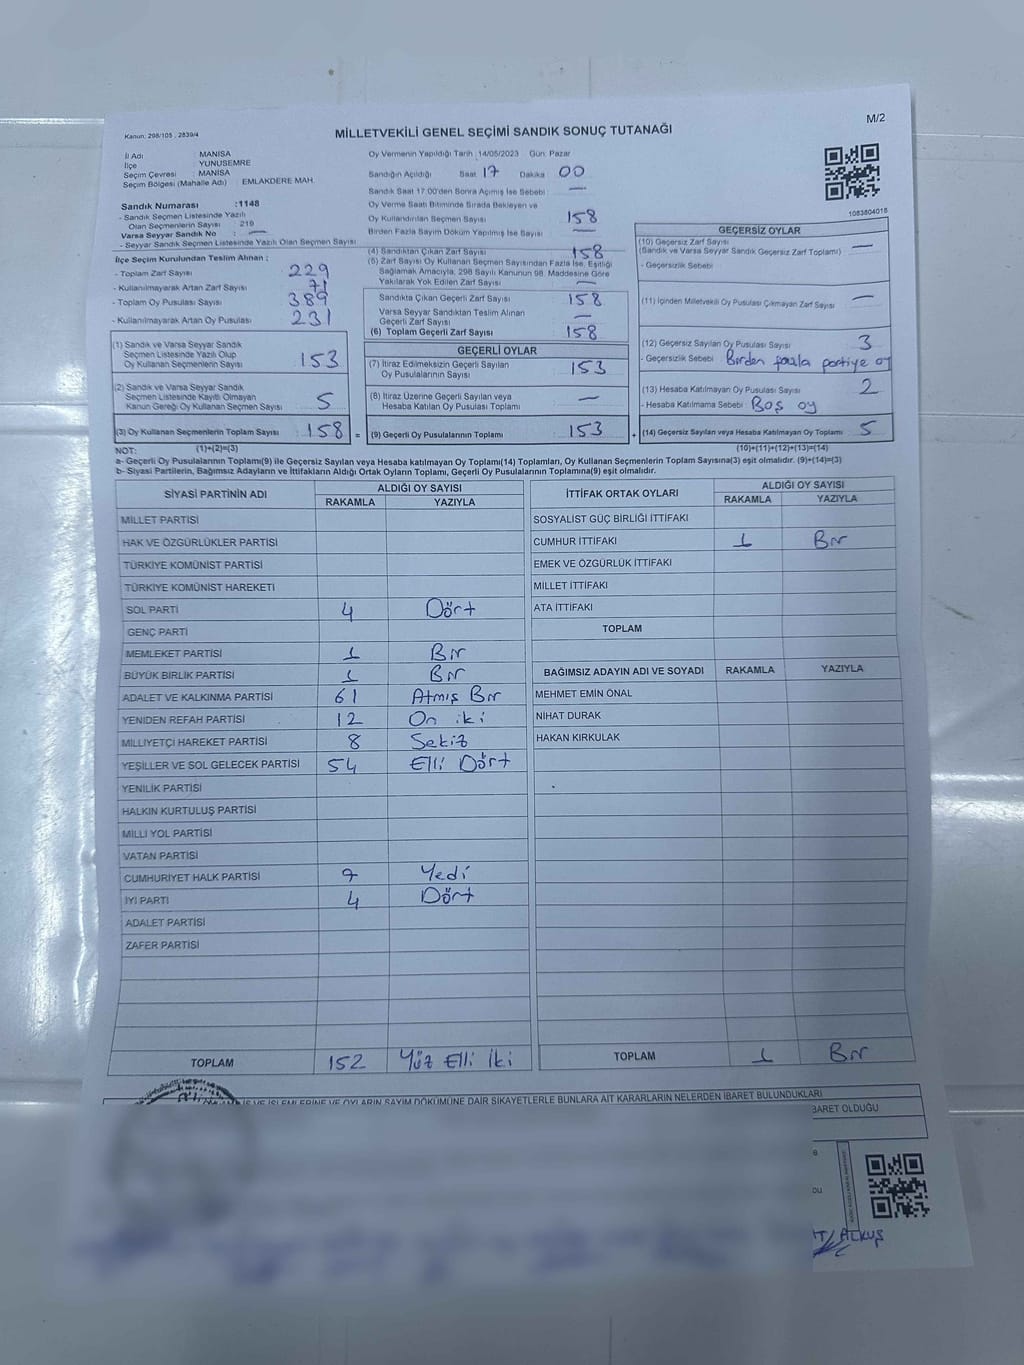 Kanun: 298/105 , 2839/4
MİLLETVEKİLİ GENEL SEÇİMİ SANDIK SONUÇ TUTANAĞI
M/2
İl Adı : MANİSA
İlçe : YUNUSEMRE
Seçim Çevresi : MANİSA
Seçim Bölgesi (Mahalle Adı) : EMLAKDERE MAH.
Sandık Numarası :1148
- Sandık Seçmen Listesinde Yazılı
Olan Seçmenlerin Sayısı : 219
Varsa Seyyar Sandık No : —
- Seyyar Sandık Seçmen Listesinde Yazılı Olan Seçmen Sayısı
İlçe Seçim Kurulundan Teslim Alınan ;
- Toplam Zarf Sayısı : 229
- Kullanılmayarak Artan Zarf Sayısı : 71
- Toplam Oy Pusulası Sayısı : 389
- Kullanılmayarak Artan Oy Pusulası : 231
Oy Vermenin Yapıldığı Tarih :14/05/2023 Gün: Pazar
Sandığın Açıldığı Saat 17 Dakika 00
Sandık Saat 17.00'den Sonra Açılmış İse Sebebi : —
Oy Verme Saati Bitiminde Sırada Bekleyen ve
Oy Kullandırılan Seçmen Sayısı : 158
Birden Fazla Sayım Döküm Yapılmış İse Sayısı : —
(4) Sandıktan Çıkan Zarf Sayısı : 158
(5) Zarf Sayısı Oy Kullanan Seçmen Sayısından Fazla İse, Eşitliği
Sağlamak Amacıyla, 298 Sayılı Kanunun 98. Maddesine Göre
Yakılarak Yok Edilen Zarf Sayısı : —
Sandıkta Çıkan Geçerli Zarf Sayısı : 158
Varsa Seyyar Sandıktan Teslim Alınan
Geçerli Zarf Sayısı : —
(6) Toplam Geçerli Zarf Sayısı : 158
1083804016
GEÇERSİZ OYLAR
(10) Geçersiz Zarf Sayısı : —
(Sandık ve Varsa Seyyar Sandık Geçersiz Zarf Toplamı)
- Geçersizlik Sebebi :
(11) İçinden Milletvekili Oy Pusulası Çıkmayan Zarf Sayısı : —
(12) Geçersiz Sayılan Oy Pusulası Sayısı : 3
- Geçersizlik Sebebi : Birden fazla partiye oy
(13) Hesaba Katılmayan Oy Pusulası Sayısı : 2
- Hesaba Katılmama Sebebi : Boş oy
(1) Sandık ve Varsa Seyyar Sandık
Seçmen Listesinde Yazılı Olup
Oy Kullanan Seçmenlerin Sayısı : 153
(2) Sandık ve Varsa Seyyar Sandık
Seçmen Listesinde Kayıtlı Olmayan
Kanun Gereği Oy Kullanan Seçmen Sayısı : 5
GEÇERLİ OYLAR
(7) İtiraz Edilmeksizin Geçerli Sayılan
Oy Pusulalarının Sayısı : 153
(8) İtiraz Üzerine Geçerli Sayılan veya
Hesaba Katılan Oy Pusulası Toplamı : —
(3) Oy Kullanan Seçmenlerin Toplam Sayısı : 158 = (9) Geçerli Oy Pusulalarının Toplamı : 153 + (14) Geçersiz Sayılan veya Hesaba Katılmayan Oy Toplamı : 5
NOT: (1)+(2)=(3) (10)+(11)+(12)+(13)=(14)
a- Geçerli Oy Pusulalarının Toplamı(9) ile Geçersiz Sayılan veya Hesaba katılmayan Oy Toplamı(14) Toplamları, Oy Kullanan Seçmenlerin Toplam Sayısına(3) eşit olmalıdır. (9)+(14)=(3)
b- Siyasi Partilerin, Bağımsız Adayların ve İttifakların Aldığı Oyların Toplamı, Geçerli Oy Pusulalarının Toplamına(9) eşit olmalıdır.
SİYASİ PARTİNİN ADI ALDIĞI OY SAYISI
RAKAMLA YAZIYLA
MİLLET PARTİSİ
HAK VE ÖZGÜRLÜKLER PARTİSİ
TÜRKİYE KOMÜNİST PARTİSİ
TÜRKİYE KOMÜNİST HAREKETİ
SOL PARTİ 4 Dört
GENÇ PARTİ
MEMLEKET PARTİSİ 1 Bir
BÜYÜK BİRLİK PARTİSİ 1 Bir
ADALET VE KALKINMA PARTİSİ 61 Atmış Bir
YENİDEN REFAH PARTİSİ 12 On iki
MİLLİYETÇİ HAREKET PARTİSİ 8 Sekiz
YEŞİLLER VE SOL GELECEK PARTİSİ 54 Elli Dört
YENİLİK PARTİSİ
HALKIN KURTULUŞ PARTİSİ
MİLLİ YOL PARTİSİ
VATAN PARTİSİ
CUMHURİYET HALK PARTİSİ 7 Yedi
İYİ PARTİ 4 Dört
ADALET PARTİSİ
ZAFER PARTİSİ
TOPLAM 152 Yüz Elli İki
İTTİFAK ORTAK OYLARI ALDIĞI OY SAYISI
RAKAMLA YAZIYLA
SOSYALİST GÜÇ BİRLİĞİ İTTİFAKI
CUMHUR İTTİFAKI 1 Bir
EMEK VE ÖZGÜRLÜK İTTİFAKI
MİLLET İTTİFAKI
ATA İTTİFAKI
TOPLAM
BAĞIMSIZ ADAYIN ADI VE SOYADI RAKAMLA YAZIYLA
MEHMET EMİN ÖNAL
NİHAT DURAK
HAKAN KIRKULAK
TOPLAM 1 Bir
İŞ VE İŞLEMLERİNE VE OYLARIN SAYIM DÖKÜMÜNE DAİR ŞİKAYETLERLE BUNLARA AİT KARARLARIN NELERDEN İBARET BULUNDUKLARI
BARET OLDUĞU
ALKUŞ